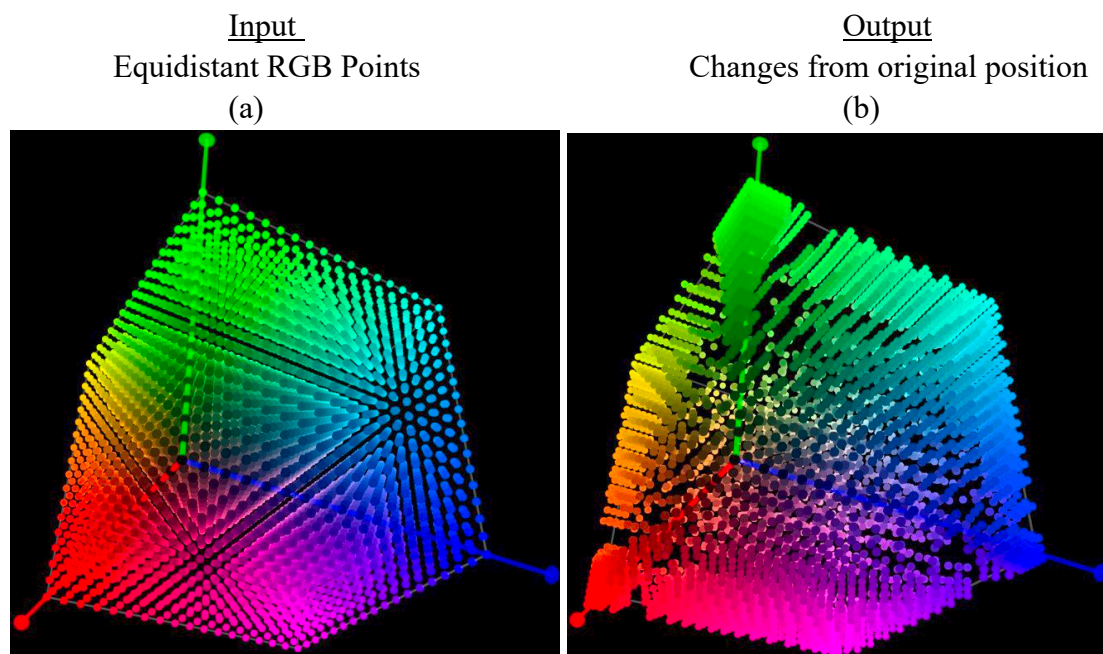 Input
Equidistant RGB Points
(a)
Output
Changes from original position
(b)